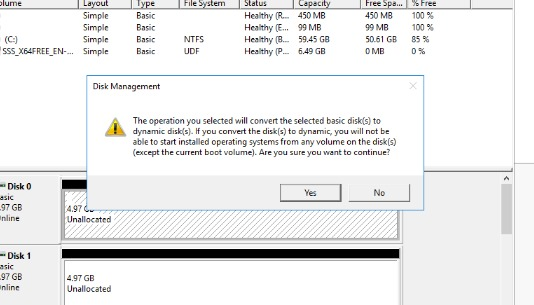 olume Layout Type File System Status Capacity Free Spa... % Free
Simple Basic Healthy (R... 450 MB 450 MB 100 %
Simple Basic Healthy (E... 99 MB 99 MB 100 %
(C:) Simple Basic NTFS Healthy (B... 59.45 GB 50.61 GB 85 %
SSS_X64FREE_EN-... Simple Basic UDF Healthy (P... 6.49 GB 0 MB 0 %
Disk Management
The operation you selected will convert the selected basic disk(s) to
dynamic disk(s). If you convert the disk(s) to dynamic, you will not be
able to start installed operating systems from any volume on the disk(s)
(except the current boot volume). Are you sure you want to continue?
Yes No
Disk 0
asic
.97 GB
nline
4.97 GB
Unallocated
Disk 1
asic
.97 GB
nline
4.97 GB
Unallocated